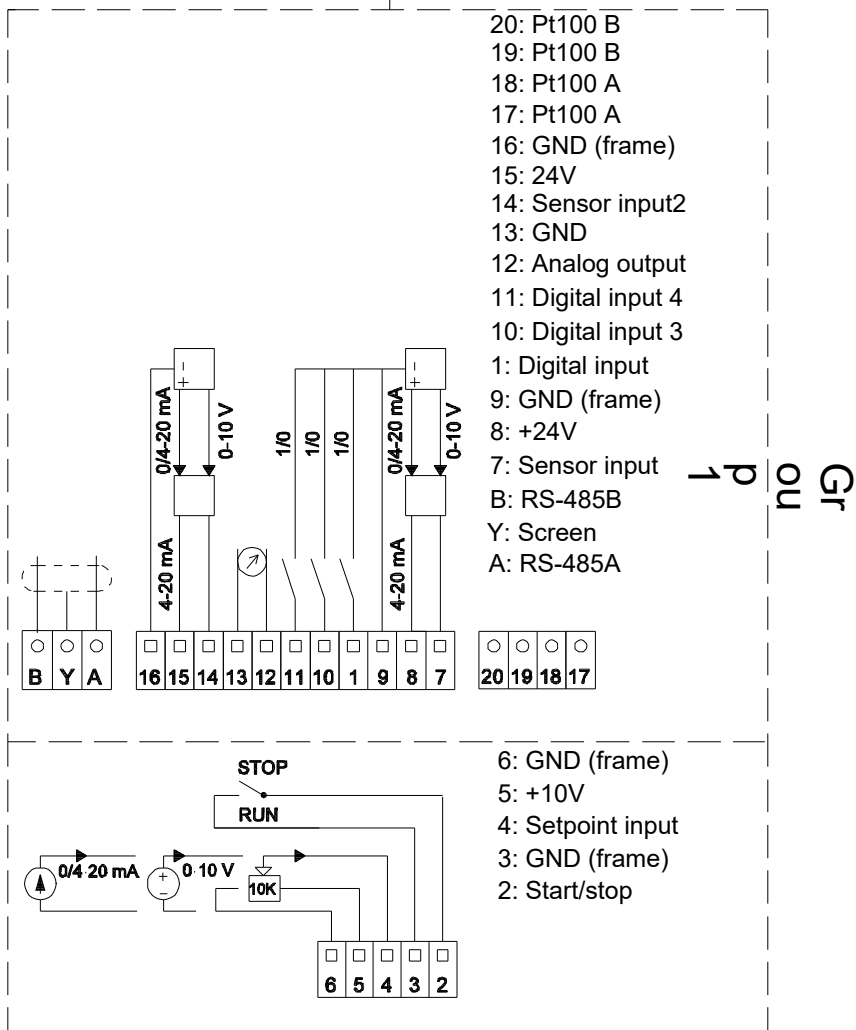 20: Pt100 B
19: Pt100 B
18: Pt100 A
17: Pt100 A
16: GND (frame)
15: 24V
14: Sensor input2
13: GND
12: Analog output
11: Digital input 4
10: Digital input 3
1: Digital input
9: GND (frame)
8: +24V
7: Sensor input
B: RS-485B
Y: Screen
A: RS-485A
Gr
ou
p
1
- +
0/4-20 mA
0-10 V
1/0
1/0
1/0
- +
0/4-20 mA
0-10 V
4-20 mA
4-20 mA
B Y A
16 15 14 13 12 11 10 1 9 8 7
20 19 18 17
6: GND (frame)
5: +10V
4: Setpoint input
3: GND (frame)
2: Start/stop
STOP
RUN
0/4-20 mA
+ -
0-10 V
10K
6 5 4 3 2